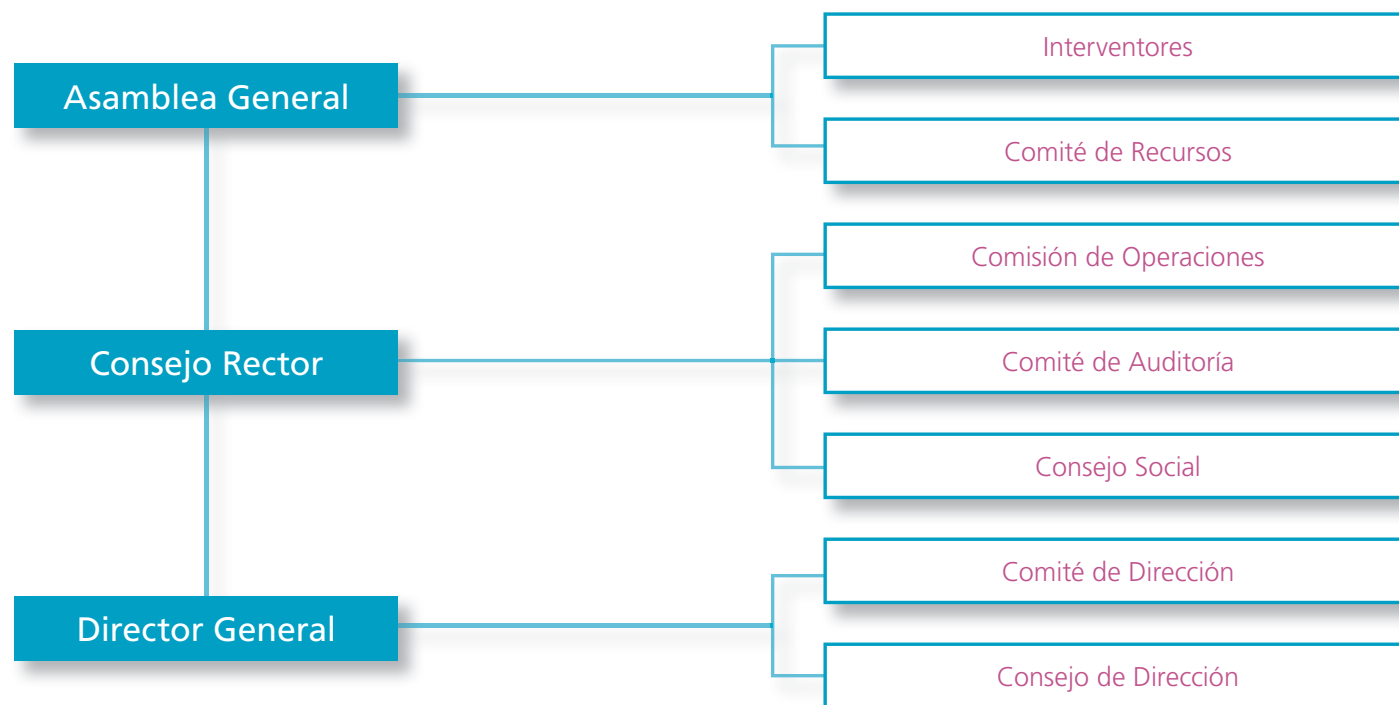 Asamblea General
Interventores
Comité de Recursos
Consejo Rector
Comisión de Operaciones
Comité de Auditoría
Consejo Social
Director General
Comité de Dirección
Consejo de Dirección